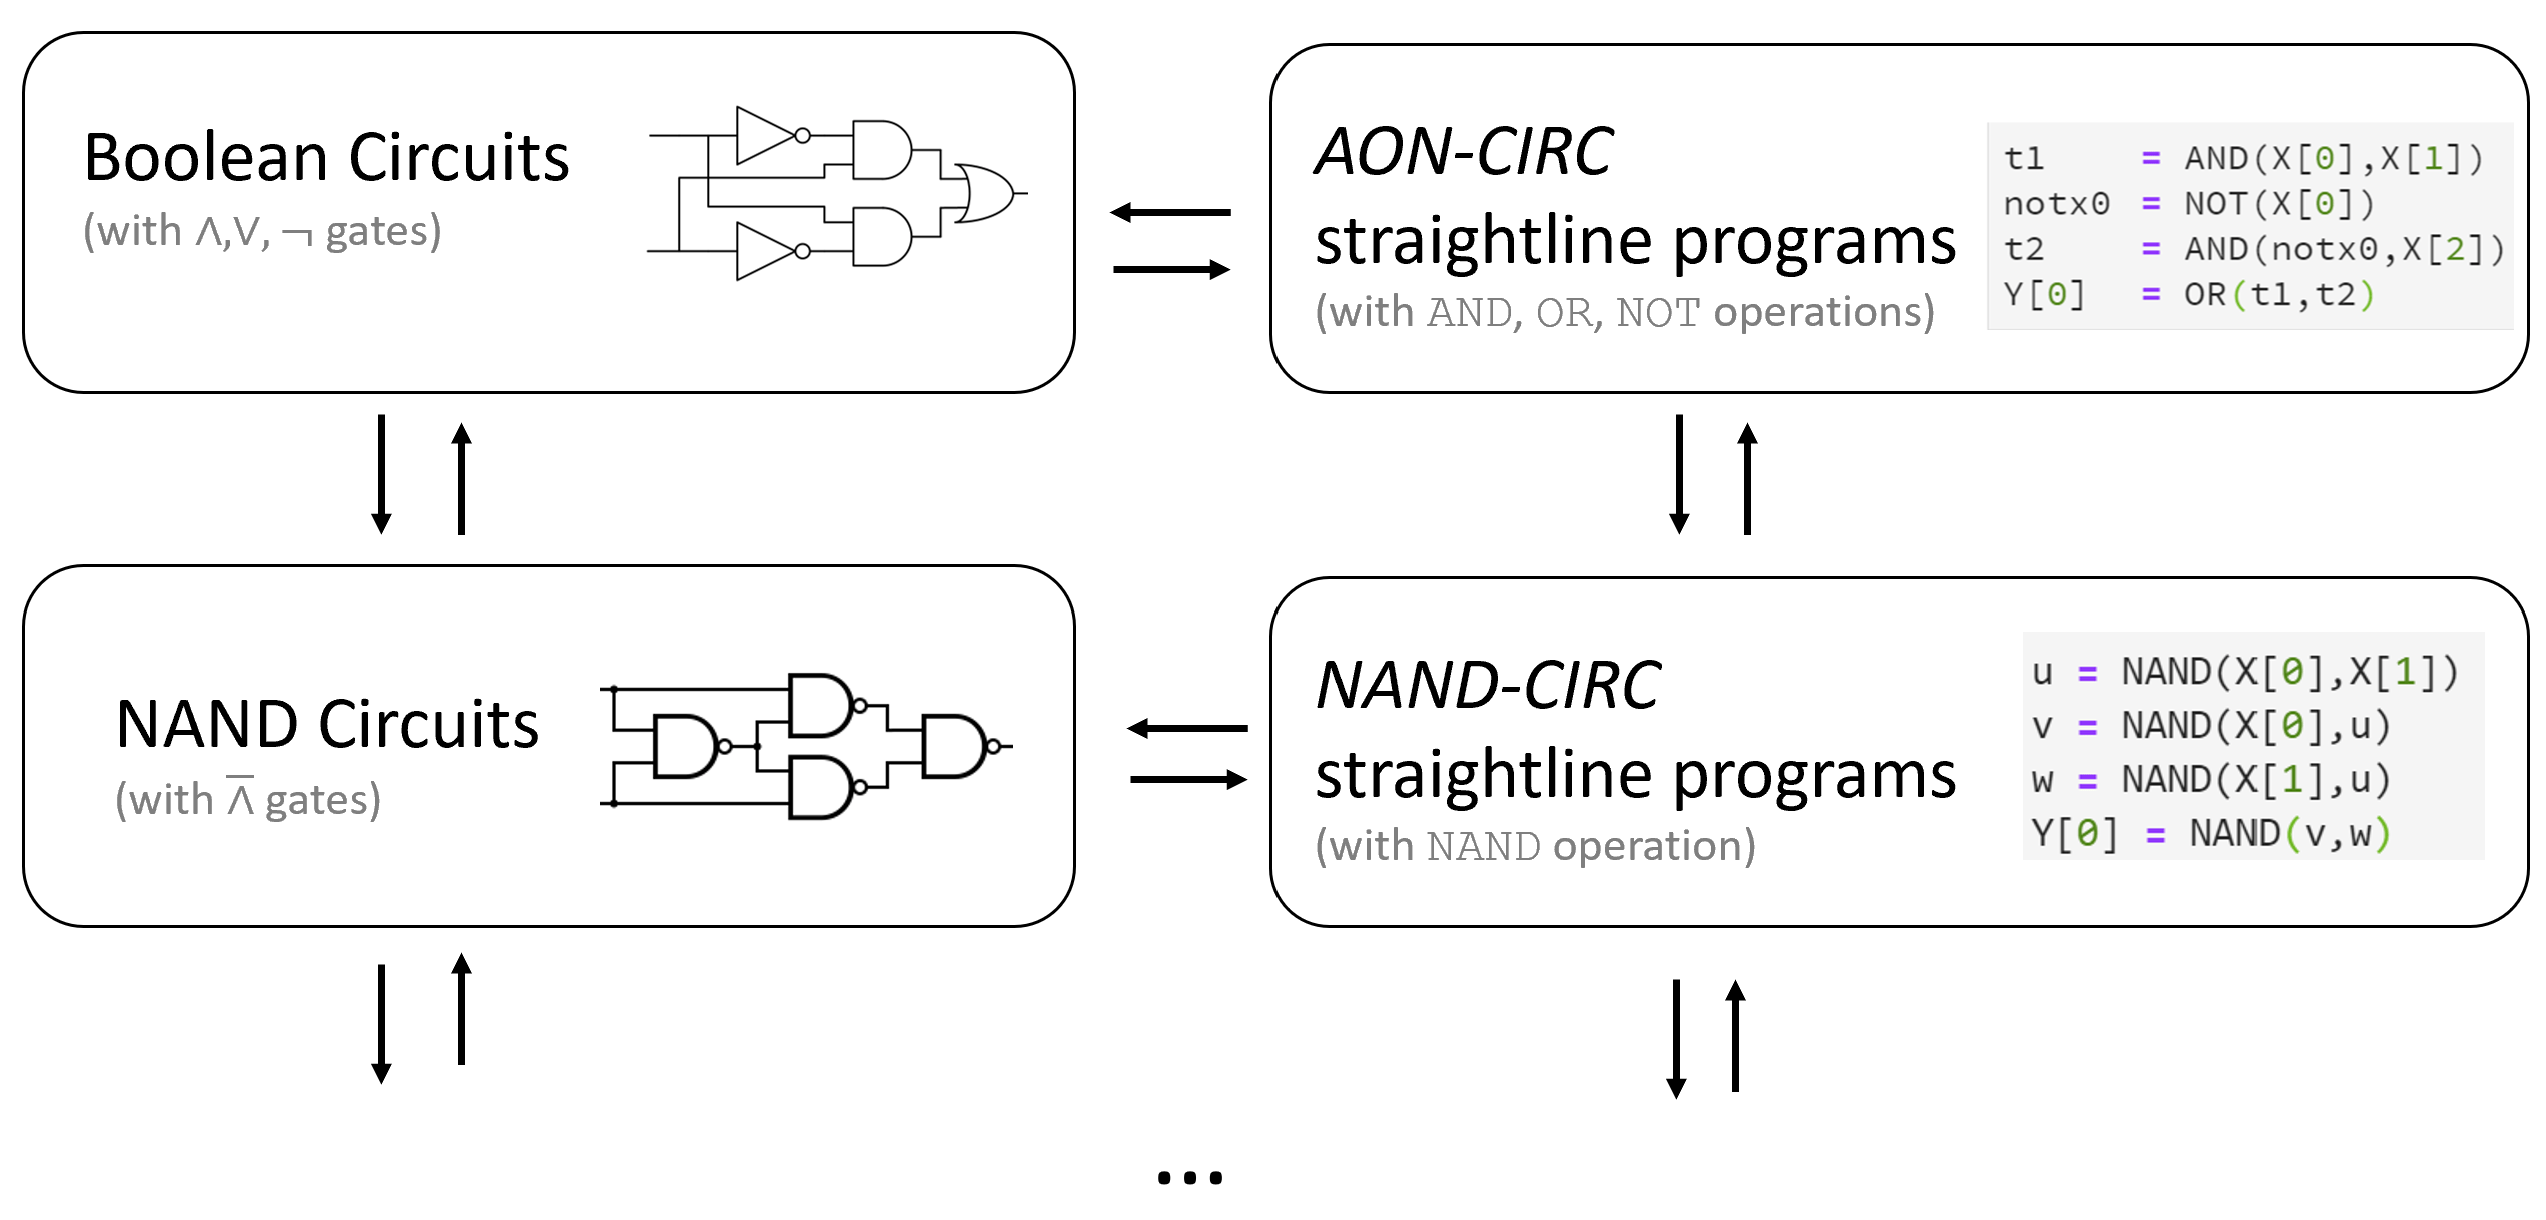 Boolean Circuits
(with ∧,∨, ¬ gates)
AON-CIRC
straightline programs
(with AND, OR, NOT operations)
t1 = AND(X[0],X[1])
notx0 = NOT(X[0])
t2 = AND(notx0,X[2])
Y[0] = OR(t1,t2)
NAND Circuits
(with ⊼ gates)
NAND-CIRC
straightline programs
(with NAND operation)
u = NAND(X[0],X[1])
v = NAND(X[0],u)
w = NAND(X[1],u)
Y[0] = NAND(v,w)
...